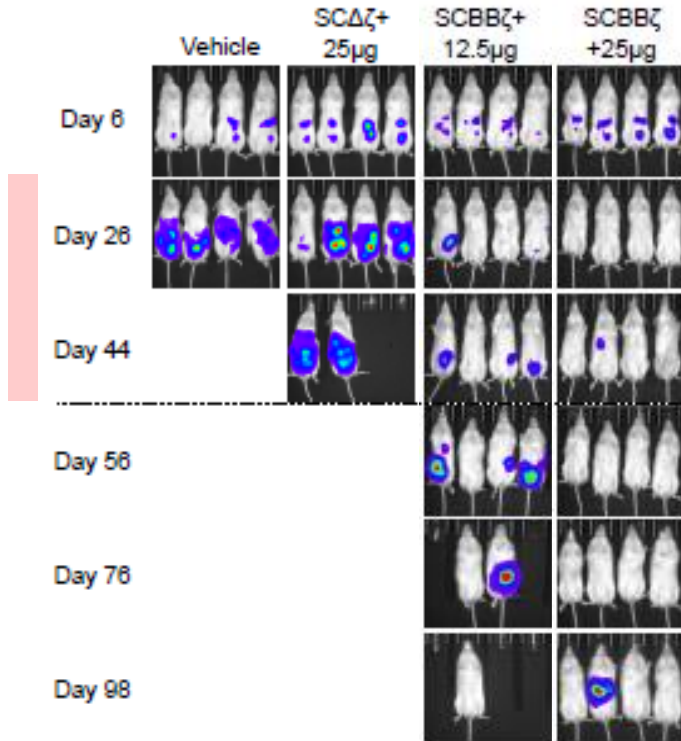 SCΔζ+ SCBBζ+ SCBBζ
Vehicle 25μg 12.5μg +25μg
Day 6
Day 26
Day 44
Day 56
Day 76
Day 98